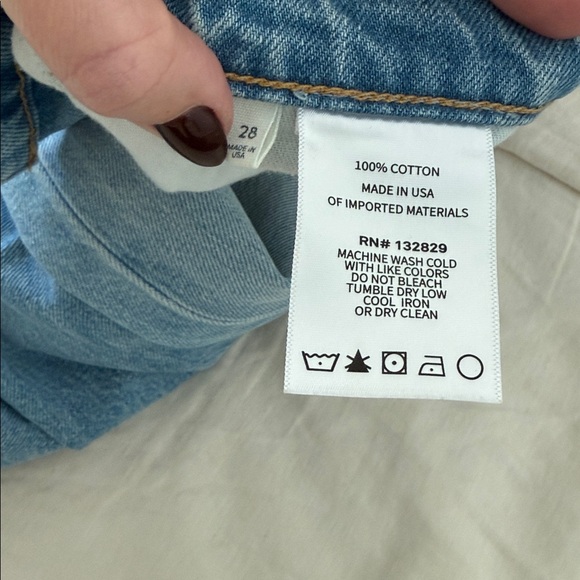 28
MADE IN
USA
100% COTTON
MADE IN USA
OF IMPORTED MATERIALS
RN# 132829
MACHINE WASH COLD
WITH LIKE COLORS
DO NOT BLEACH
TUMBLE DRY LOW
COOL IRON
OR DRY CLEAN